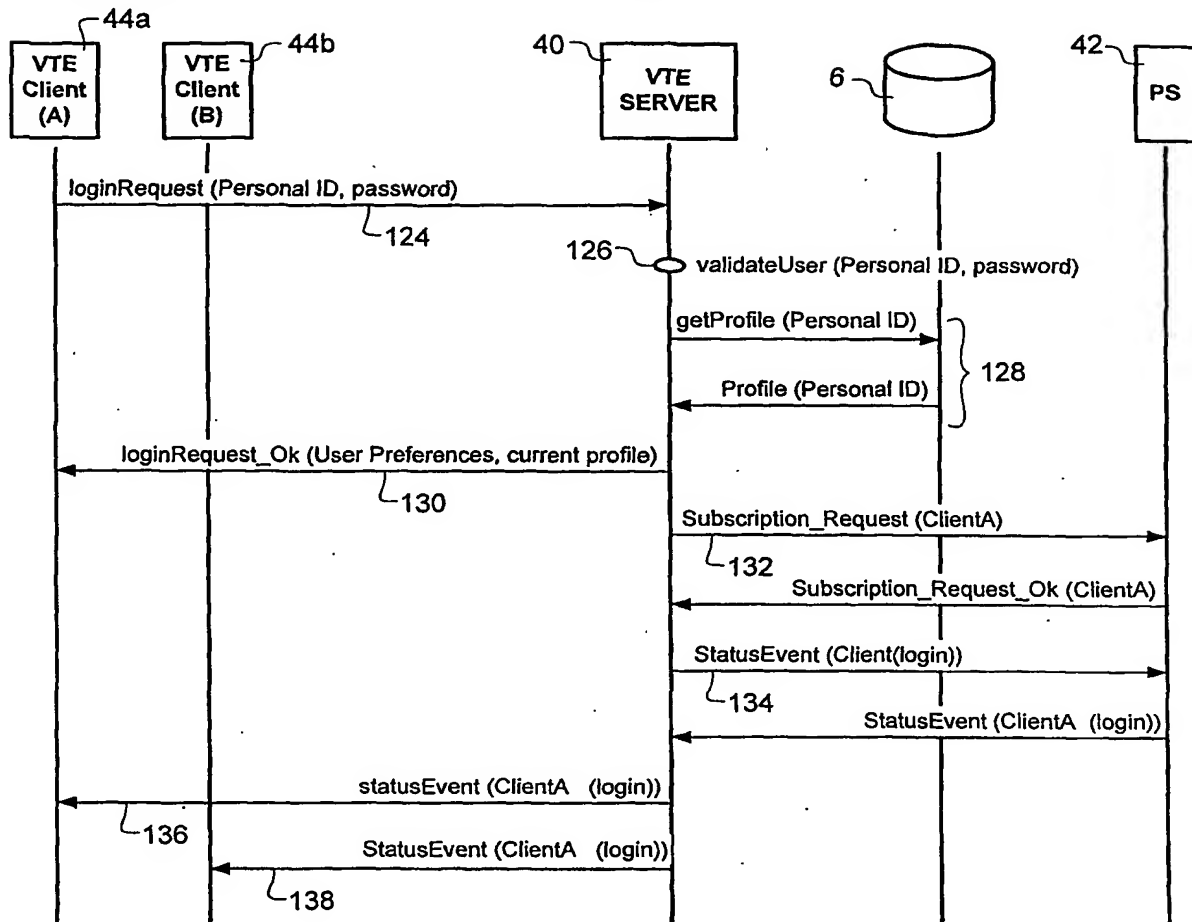 44a
44b
40
6
42
VTE
Client
(A)
VTE
Client
(B)
VTE
SERVER
PS
loginRequest (Personal ID, password)
124
126
validateUser (Personal ID, password)
getProfile (Personal ID)
128
Profile (Personal ID)
loginRequest_Ok (User Preferences, current profile)
130
Subscription_Request (ClientA)
132
Subscription_Request_Ok (ClientA)
StatusEvent (Client(login))
134
StatusEvent (ClientA (login))
statusEvent (ClientA (login))
136
StatusEvent (ClientA (login))
138